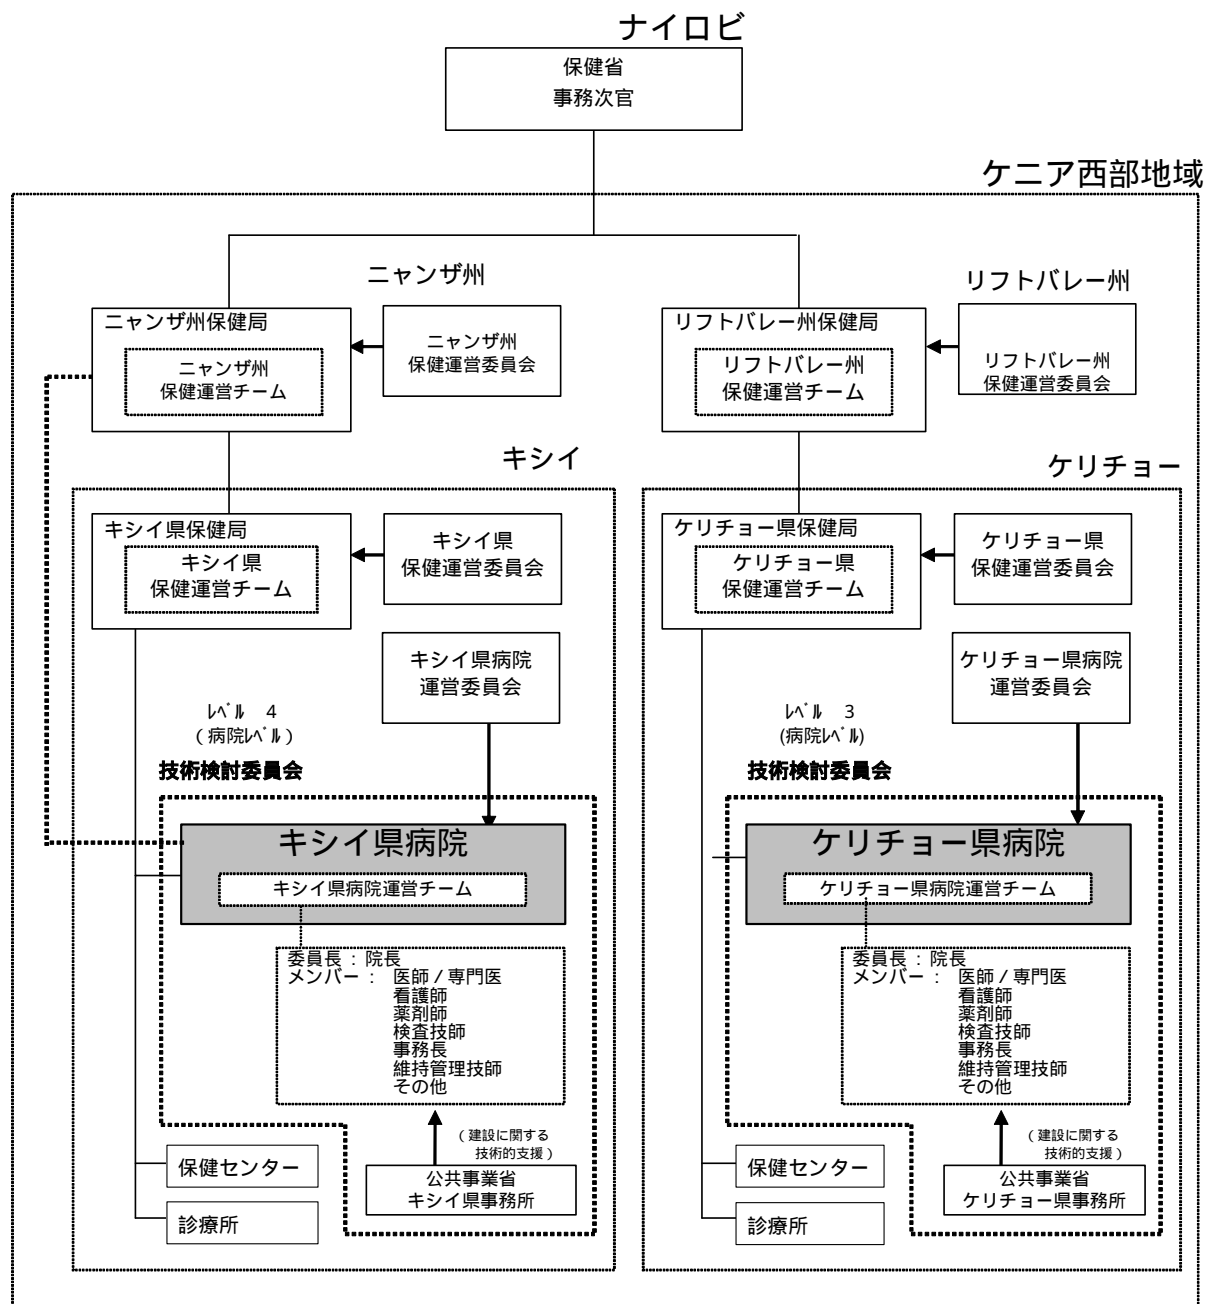 ナイロビ
保健省
事務次官
ケニア西部地域
ニャンザ州
リフトバレー州
ニャンザ州保健局
ニャンザ州
保健運営チーム
ニャンザ州
保健運営委員会
リフトバレー州保健局
リフトバレー州
保健運営チーム
リフトバレー州
保健運営委員会
キシイ
ケリチョー
キシイ県保健局
キシイ県
保健運営チーム
キシイ県
保健運営委員会
ケリチョー県保健局
ケリチョー県
保健運営チーム
ケリチョー県
保健運営委員会
キシイ県病院
運営委員会
ケリチョー県病院
運営委員会
ﾚﾍﾞﾙ 4
(病院ﾚﾍﾞﾙ)
技術検討委員会
ﾚﾍﾞﾙ 3
(病院ﾚﾍﾞﾙ)
技術検討委員会
キシイ県病院
キシイ県病院運営チーム
ケリチョー県病院
ケリチョー県病院運営チーム
委員長:院長
メンバー: 医師/専門医
看護師
薬剤師
検査技師
事務長
維持管理技師
その他
委員長:院長
メンバー: 医師/専門医
看護師
薬剤師
検査技師
事務長
維持管理技師
その他
(建設に関する
技術的支援)
(建設に関する
技術的支援)
保健センター
公共事業省
キシイ県事務所
診療所
保健センター
公共事業省
ケリチョー県事務所
診療所